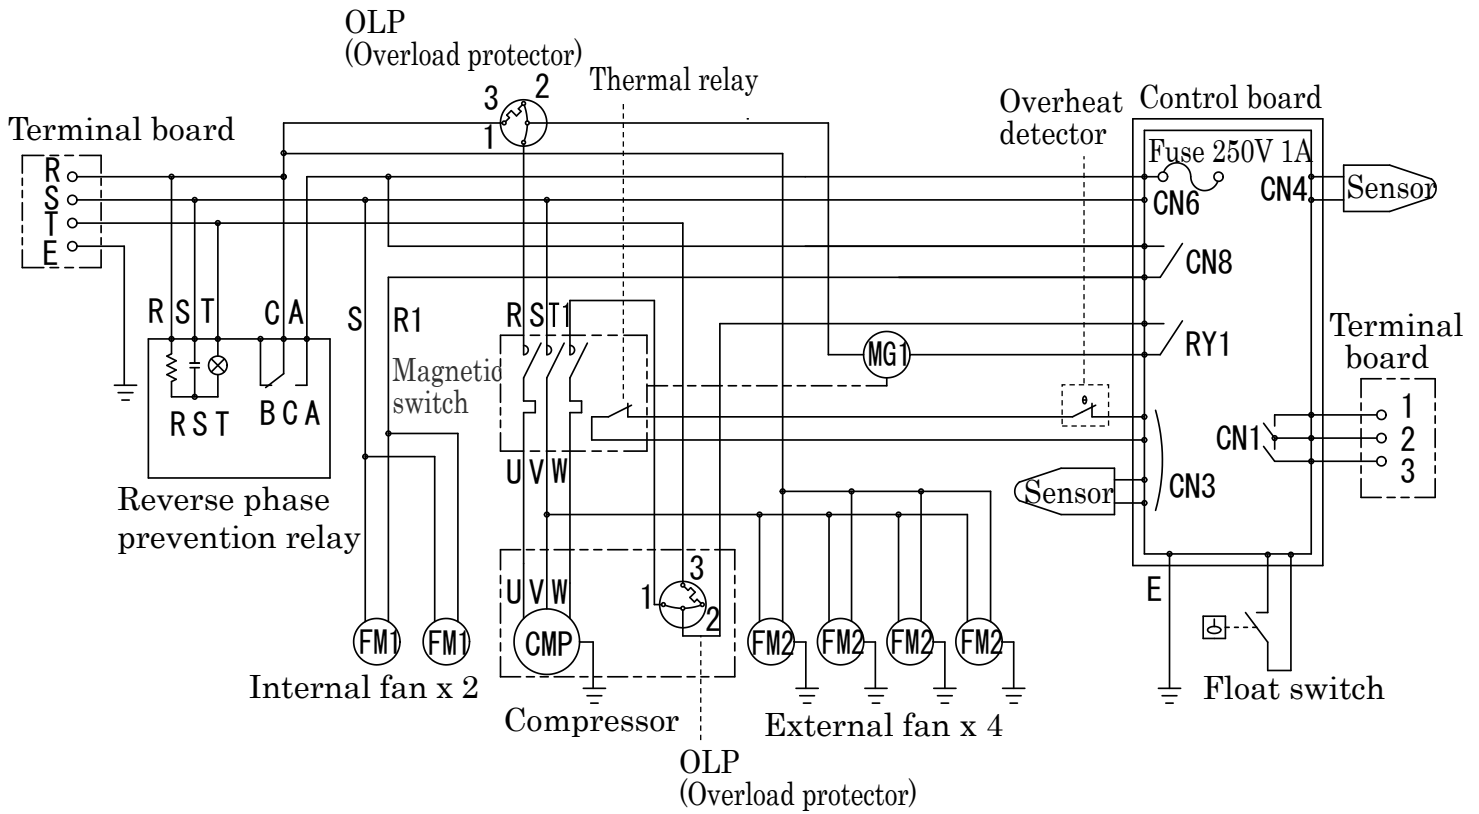 OLP
(Overload protector)
Thermal relay
3
2
1
Overheat
detector
Control board
Terminal board
Fuse 250V 1A
R
S
T
E
CN6
CN4
Sensor
CN8
R S T
C A
S
R1
R S T1
RY1
MG1
Terminal
board
Magnetic
switch
θ
R S T
B C A
1
2
3
CN1
U V W
CN3
Sensor
Reverse phase
prevention relay
U V W
3
1
2
E
FM1
FM1
CMP
FM2
FM2
FM2
FM2
Internal fan x 2
Compressor
External fan x 4
Float switch
OLP
(Overload protector)